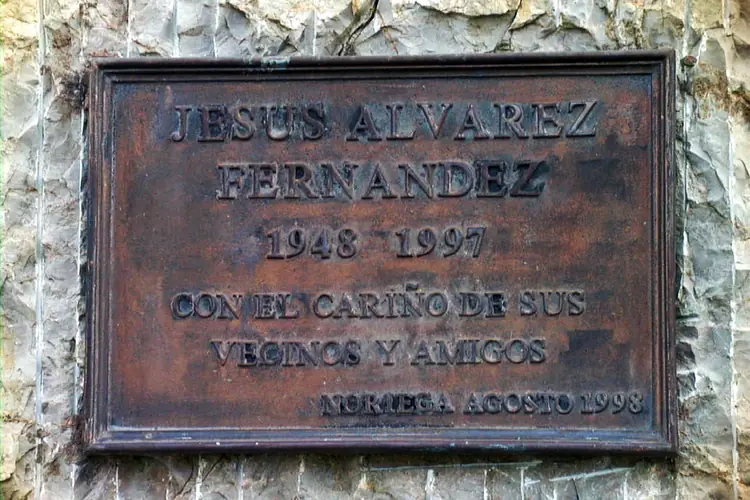 JESUS ALVAREZ
FERNANDEZ
1948 1997
CON EL CARIÑO DE SUS
VECINOS Y AMIGOS
NORIEGA AGOSTO 1998